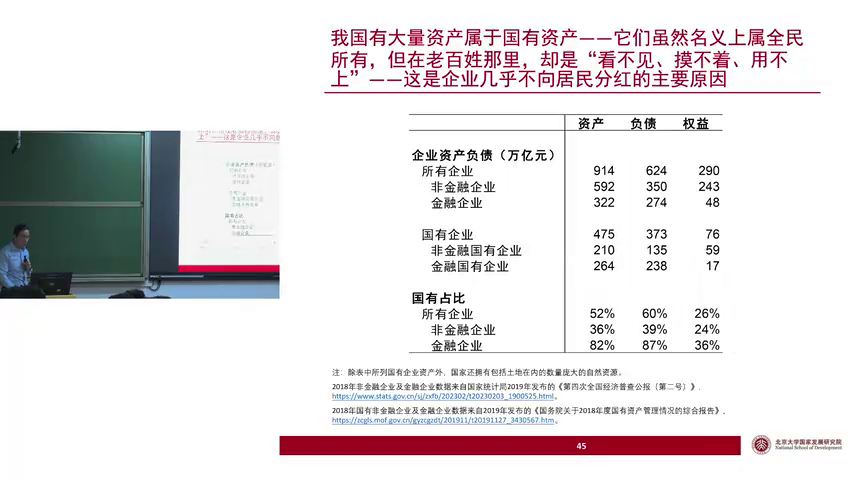 我国有大量资产属于国有资产——它们虽然名义上属全民
所有，但在老百姓那里，却是“看不见、摸不着、用不
上”——这是企业几乎不向居民分红的主要原因
资产 负债 权益
企业资产负债（万亿元）
所有企业 914 624 290
非金融企业 592 350 243
金融企业 322 274 48
国有企业 475 373 76
非金融国有企业 210 135 59
金融国有企业 264 238 17
国有占比
所有企业 52% 60% 26%
非金融企业 36% 39% 24%
金融企业 82% 87% 36%
注：除表中所列国有企业资产外，国家还拥有包括土地在内的数量庞大的自然资源。
2018年非金融企业及金融企业数据来自国家统计局2019年发布的《第四次全国经济普查公报（第二号）》，
https://www.stats.gov.cn/sj/zxfb/202302/t20230203_1900525.html。
2018年国有非金融企业及金融企业数据来自2019年发布的《国务院关于2018年度国有资产管理情况的综合报告》，
https://zcgls.mof.gov.cn/gyzcgzdt/201911/t20191127_3430567.htm。
45
北京大学国家发展研究院
National School of Development